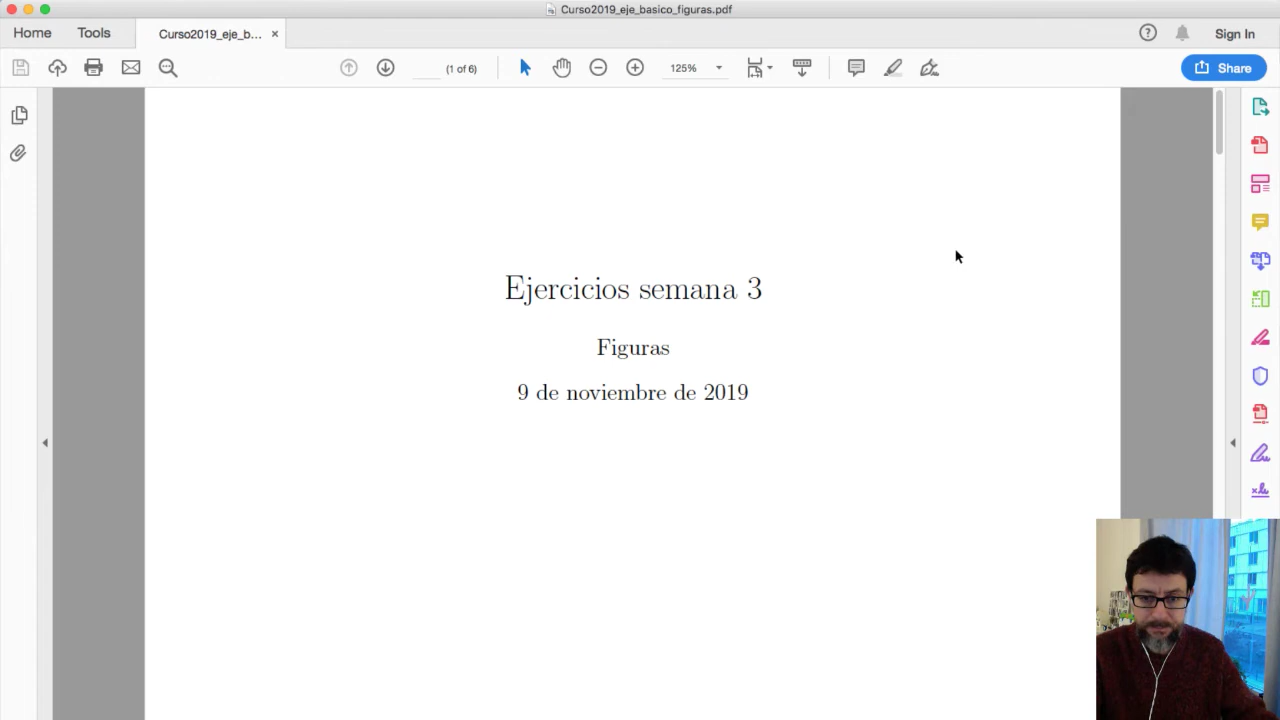 Curso2019_eje_basico_figuras.pdf
Home Tools Curso2019_eje_b... × Sign In
(1 of 6) 125% Share
Ejercicios semana 3
Figuras
9 de noviembre de 2019